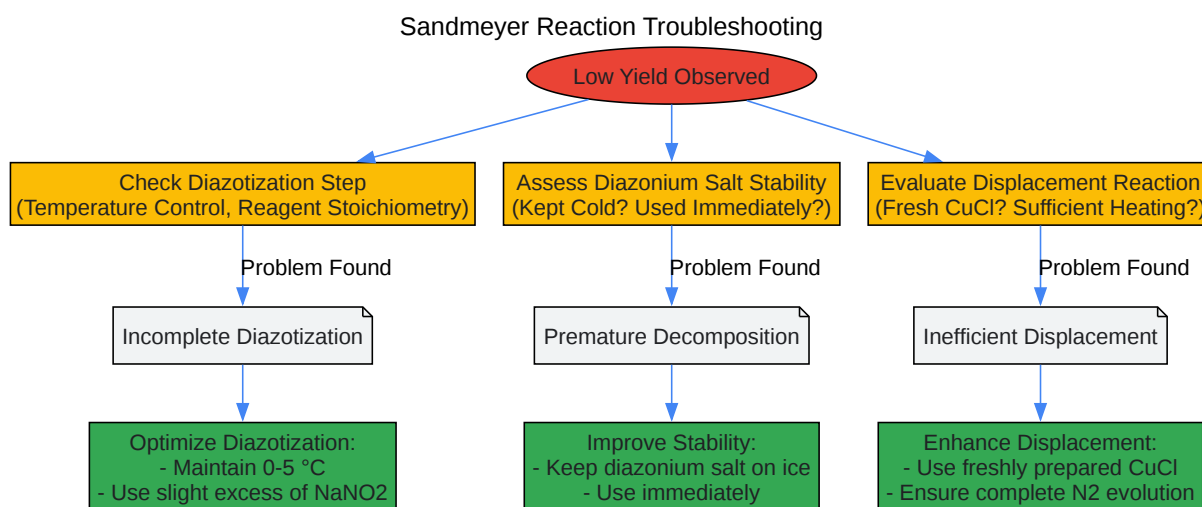 Sandmeyer Reaction Troubleshooting
Low Yield Observed
Check Diazotization Step
(Temperature Control, Reagent Stoichiometry)
Assess Diazonium Salt Stability
(Kept Cold? Used Immediately?)
Evaluate Displacement Reaction
(Fresh CuCl? Sufficient Heating?)
Problem Found
Problem Found
Problem Found
Incomplete Diazotization
Premature Decomposition
Inefficient Displacement
Optimize Diazotization:
- Maintain 0-5 °C
- Use slight excess of NaNO2
Improve Stability:
- Keep diazonium salt on ice
- Use immediately
Enhance Displacement:
- Use freshly prepared CuCl
- Ensure complete N2 evolution